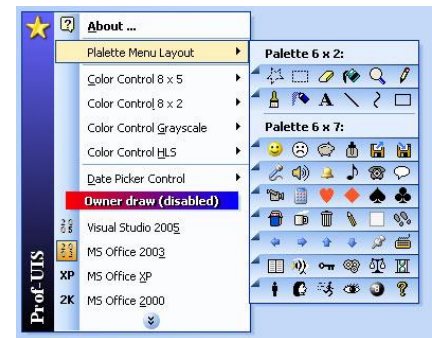 About ...
Plalette Menu Layout
Color Control 8 x 5
Color Control 8 x 2
Color Control Grayscale
Color Control HLS
Date Picker Control
Owner draw (disabled)
Visual Studio 2005
MS Office 2003
XP MS Office XP
2K MS Office 2000
Prof-UIS
Palette 6 x 2:
A
Palette 6 x 7: